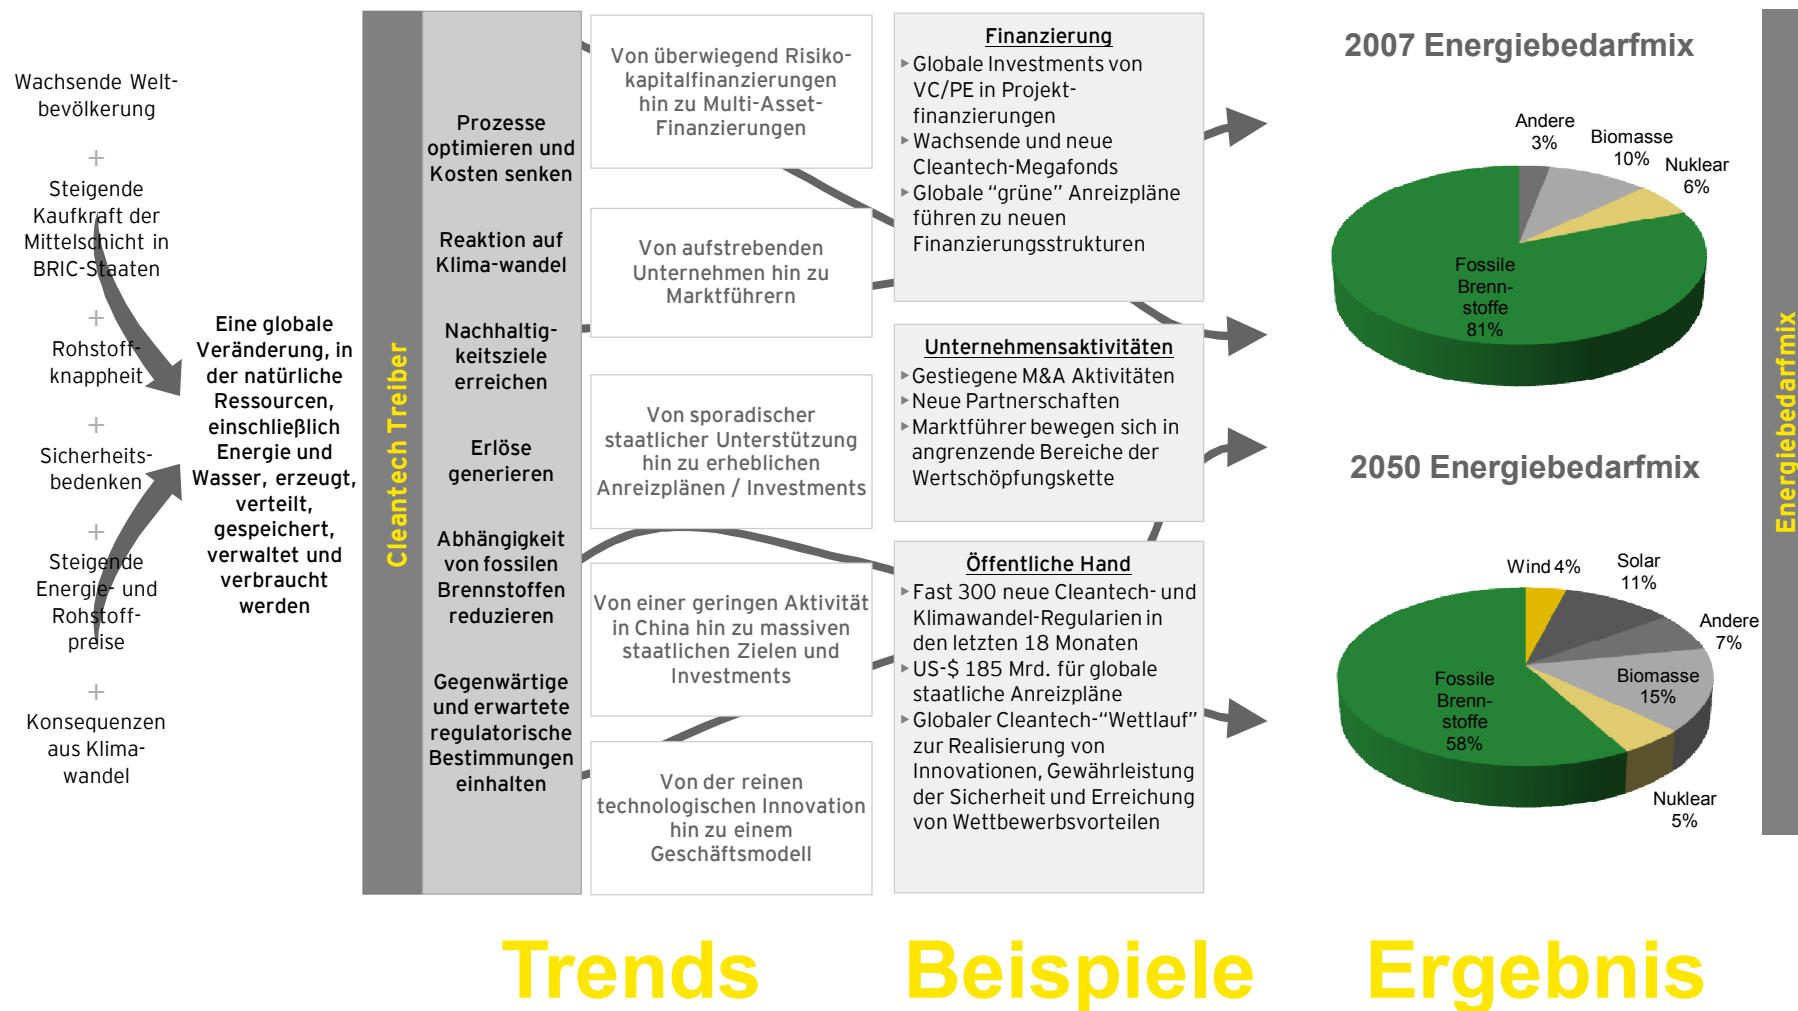 Wachsende Welt-
bevölkerung
+
Steigende
Kaufkraft der
Mittelschicht in
BRIC-Staaten
+
Rohstoff-
knappheit
+
Sicherheits-
bedenken
+
Steigende
Energie- und
Rohstoff-
preise
+
Konsequenzen
aus Klima-
wandel
Eine globale
Veränderung, in
der natürliche
Ressourcen,
einschließlich
Energie und
Wasser, erzeugt,
verteilt,
gespeichert,
verwaltet und
verbraucht
werden
Cleantech Treiber
Prozesse
optimieren und
Kosten senken
Reaktion auf
Klima-wandel
Nachhaltig-
keitsziele
erreichen
Erlöse
generieren
Abhängigkeit
von fossilen
Brennstoffen
reduzieren
Gegenwärtige
und erwartete
regulatorische
Bestimmungen
einhalten
Von überwiegend Risiko-
kapitalfinanzierungen
hin zu Multi-Asset-
Finanzierungen
Von aufstrebenden
Unternehmen hin zu
Marktführern
Von sporadischer
staatlicher Unterstützung
hin zu erheblichen
Anreizplänen / Investments
Von einer geringen Aktivität
in China hin zu massiven
staatlichen Zielen und
Investments
Von der reinen
technologischen Innovation
hin zu einem
Geschäftsmodell
Finanzierung
▸ Globale Investments von
VC/PE in Projekt-
finanzierungen
▸ Wachsende und neue
Cleantech-Megafonds
▸ Globale “grüne” Anreizpläne
führen zu neuen
Finanzierungsstrukturen
Unternehmensaktivitäten
▸ Gestiegene M&A Aktivitäten
▸ Neue Partnerschaften
▸ Marktführer bewegen sich in
angrenzende Bereiche der
Wertschöpfungskette
Öffentliche Hand
▸ Fast 300 neue Cleantech- und
Klimawandel-Regularien in
den letzten 18 Monaten
▸ US-$ 185 Mrd. für globale
staatliche Anreizpläne
▸ Globaler Cleantech-“Wettlauf”
zur Realisierung von
Innovationen, Gewährleistung
der Sicherheit und Erreichung
von Wettbewerbsvorteilen
2007 Energiebedarfmix
Andere
3%
Biomasse
10%
Nuklear
6%
Fossile
Brenn-
stoffe
81%
2050 Energiebedarfmix
Wind 4%
Solar
11%
Andere
7%
Biomasse
15%
Nuklear
5%
Fossile
Brenn-
stoffe
58%
Energiebedarfmix
Trends
Beispiele
Ergebnis